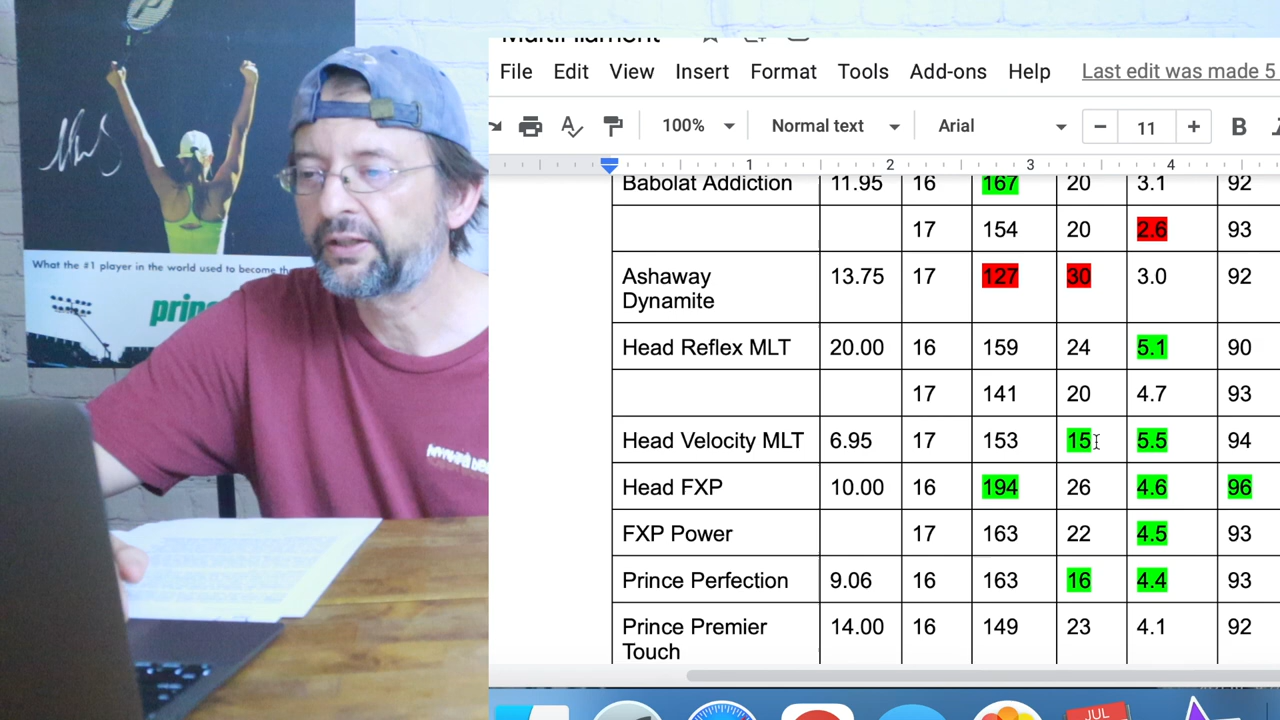 What the #1 player in the world used to become the
prin
File Edit View Insert Format Tools Add-ons Help Last edit was made 5
100% Normal text Arial 11 B
1 2 3 4
Babolat Addiction 11.95 16 167 20 3.1 92
17 154 20 2.6 93
Ashaway Dynamite 13.75 17 127 30 3.0 92
Head Reflex MLT 20.00 16 159 24 5.1 90
17 141 20 4.7 93
Head Velocity MLT 6.95 17 153 15 5.5 94
Head FXP 10.00 16 194 26 4.6 96
FXP Power 17 163 22 4.5 93
Prince Perfection 9.06 16 163 16 4.4 93
Prince Premier Touch 14.00 16 149 23 4.1 92
JUL